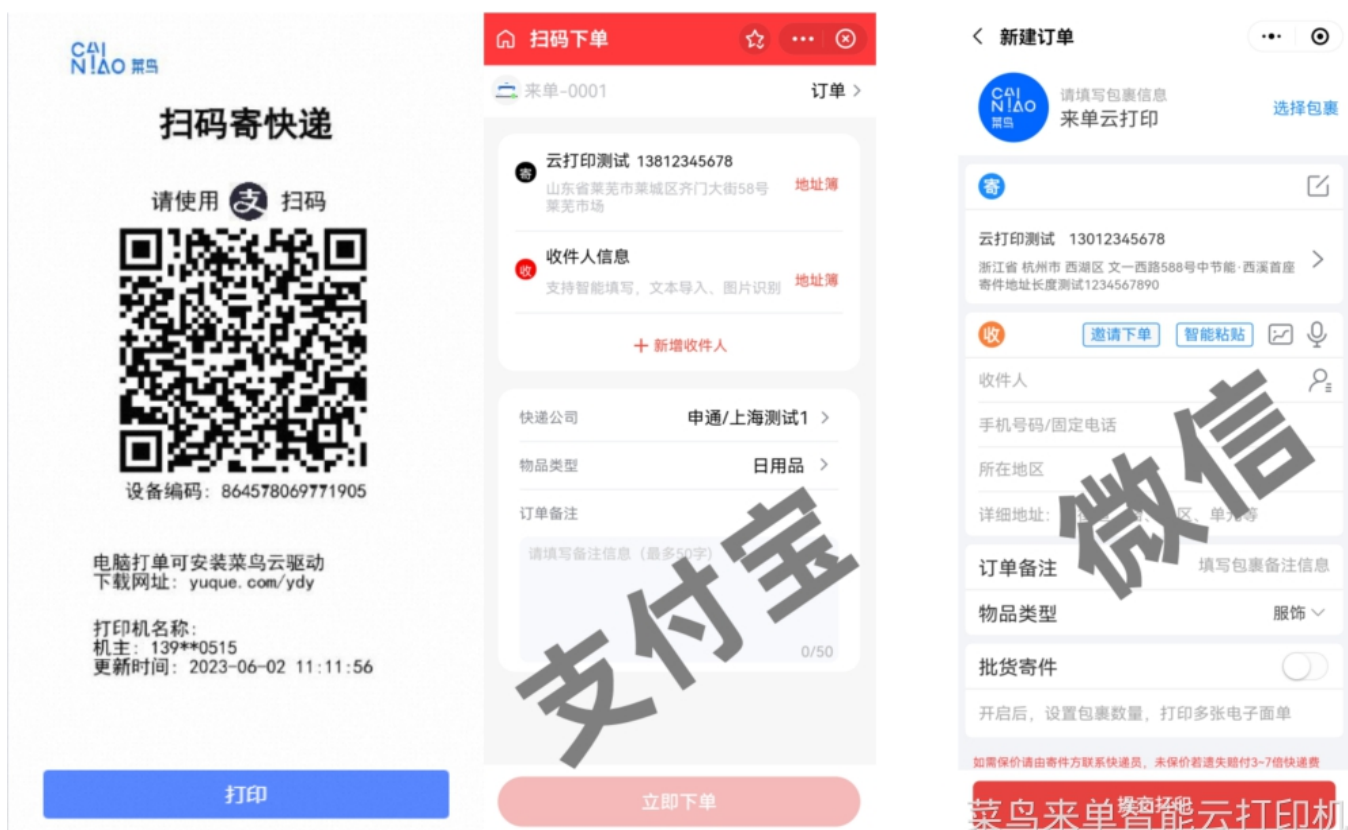 CAI
NIAO 菜鸟
扫码寄快递
请使用 支 扫码
设备编码：864578069771905
电脑打单可安装菜鸟云驱动
下载网址：yuque.com/ydy
打印机名称：
机主：139**0515
更新时间：2023-06-02 11:11:56
打印
扫码下单
来单-0001
订单
寄
云打印测试 13812345678
山东省莱芜市莱城区齐门大街58号
莱芜市场
地址簿
收
收件人信息
支持智能填写，文本导入、图片识别
地址簿
+ 新增收件人
快递公司
申通/上海测试1
物品类型
日用品
订单备注
请填写备注信息（最多50字）
0/50
支付宝
立即下单
新建订单
CAI
NIAO
菜鸟
请填写包裹信息
来单云打印
选择包裹
寄
云打印测试 13012345678
浙江省 杭州市 西湖区 文一西路588号中节能·西溪首座
寄件地址长度测试1234567890
收
邀请下单
智能粘贴
收件人
手机号码/固定电话
所在地区
详细地址：
区、单元等
微信
订单备注
填写包裹备注信息
物品类型
服饰
批货寄件
开启后，设置包裹数量，打印多张电子面单
如需保价请由寄件方联系快递员，未保价若遗失赔付3~7倍快递费
提交打印
菜鸟来单智能云打印机